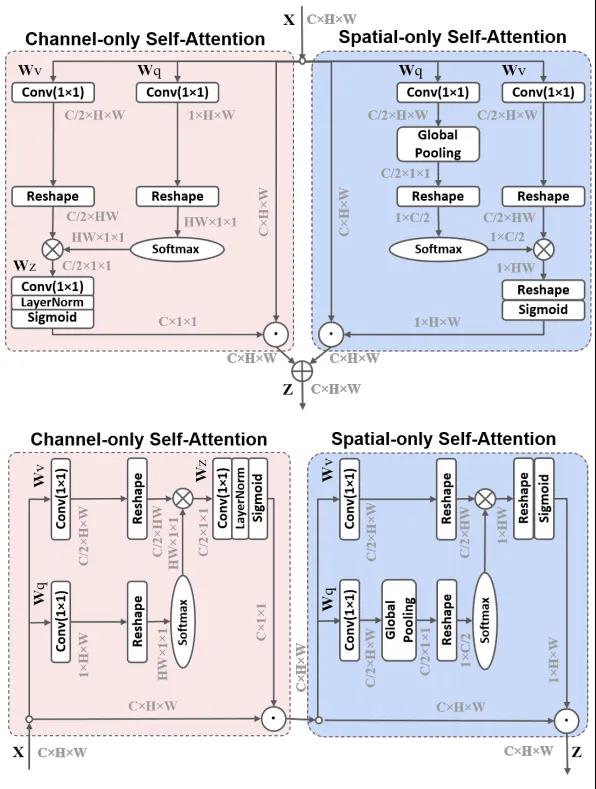 X C×H×W
Channel-only Self-Attention
Spatial-only Self-Attention
Wv Wq
Wq Wv
Conv(1×1) Conv(1×1)
Conv(1×1) Conv(1×1)
C/2×H×W 1×H×W
C/2×H×W C/2×H×W
Global
Pooling
C/2×1×1
Reshape Reshape
Reshape Reshape
C×H×W
C×H×W
C/2×HW HW×1×1
1×C/2 C/2×HW
HW×1×1 Softmax
Softmax 1×C/2
Wz C/2×1×1
1×HW
Conv(1×1)
LayerNorm
Sigmoid
Reshape
Sigmoid
C×1×1
1×H×W
C×H×W C×H×W
Z C×H×W
Channel-only Self-Attention
Spatial-only Self-Attention
Wv
Conv(1×1)
C/2×H×W
Reshape
C/2×HW
HW×1×1
Wz
C/2×1×1
Conv(1×1)
LayerNorm
Sigmoid
Wq
Conv(1×1)
1×H×W
Reshape
HW×1×1
Softmax
C×1×1
C×H×W
X C×H×W
C×H×W
Wv
Conv(1×1)
C/2×H×W
Reshape
C/2×HW
1×HW
Reshape
Sigmoid
Wq
Conv(1×1)
C/2×H×W
Global
Pooling
C/2×1×1
Reshape
1×C/2
Softmax
1×H×W
C×H×W
C×H×W Z